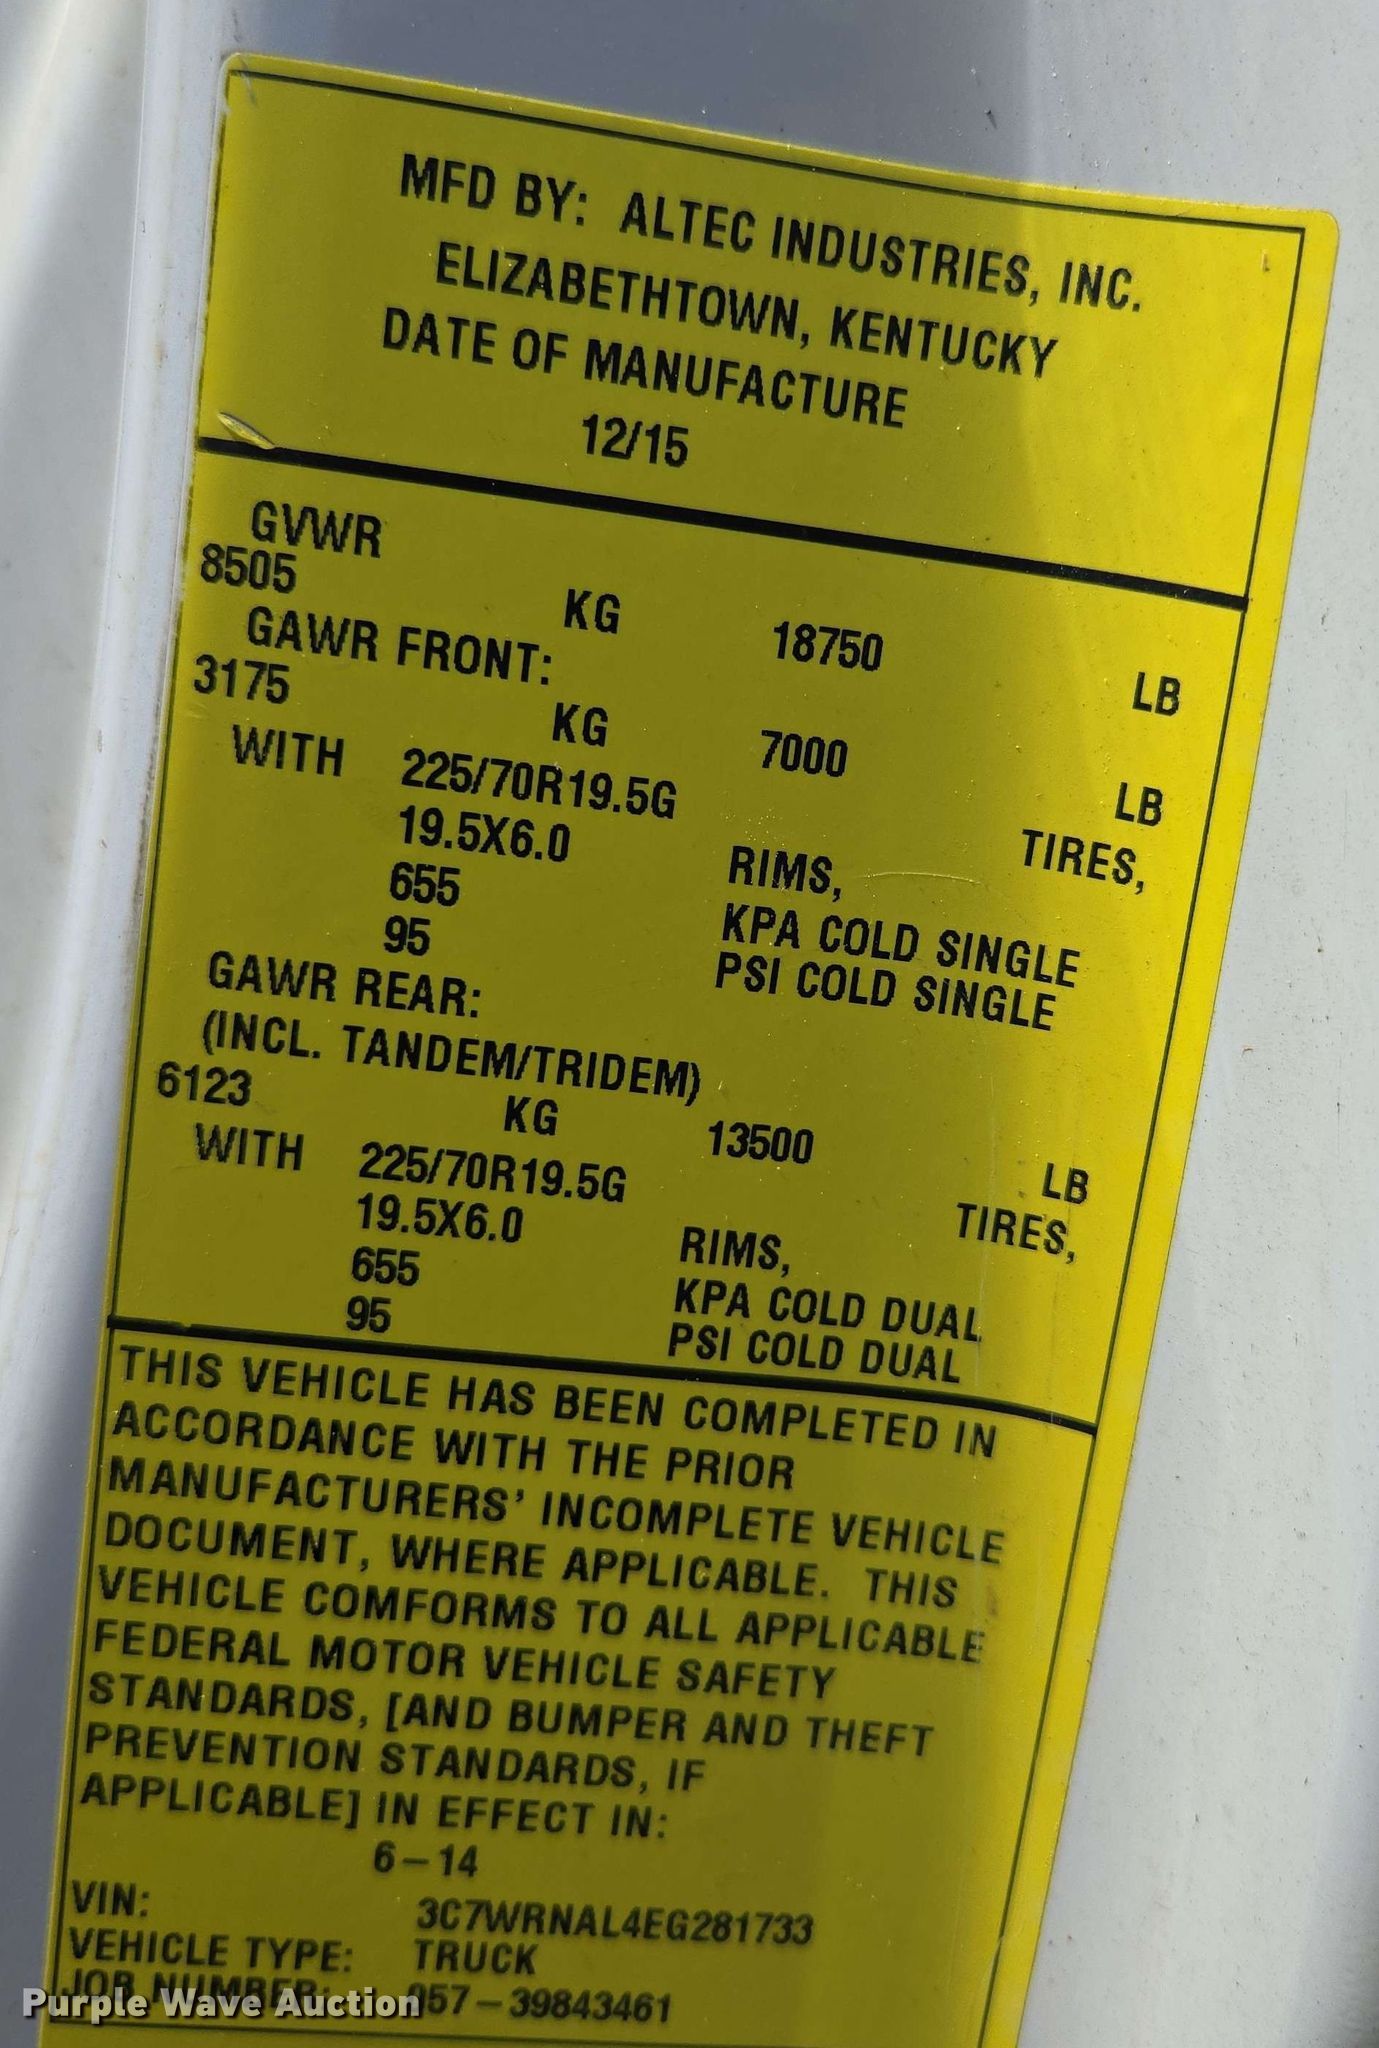 MFD BY: ALTEC INDUSTRIES, INC.
ELIZABETHTOWN, KENTUCKY
DATE OF MANUFACTURE
12/15
GVWR
8505 KG 18750 LB
GAWR FRONT:
3175 KG 7000 LB
WITH 225/70R19.5G TIRES,
19.5X6.0 RIMS,
655 KPA COLD SINGLE
95 PSI COLD SINGLE
GAWR REAR:
(INCL. TANDEM/TRIDEM)
6123 KG 13500 LB
WITH 225/70R19.5G TIRES,
19.5X6.0 RIMS,
655 KPA COLD DUAL
95 PSI COLD DUAL
THIS VEHICLE HAS BEEN COMPLETED IN
ACCORDANCE WITH THE PRIOR
MANUFACTURERS' INCOMPLETE VEHICLE
DOCUMENT, WHERE APPLICABLE. THIS
VEHICLE COMFORMS TO ALL APPLICABLE
FEDERAL MOTOR VEHICLE SAFETY
STANDARDS, [AND BUMPER AND THEFT
PREVENTION STANDARDS, IF
APPLICABLE] IN EFFECT IN:
6-14
VIN: 3C7WRNAL4EG281733
VEHICLE TYPE: TRUCK
JOB NUMBER: 057-39843461
Purple Wave Auction